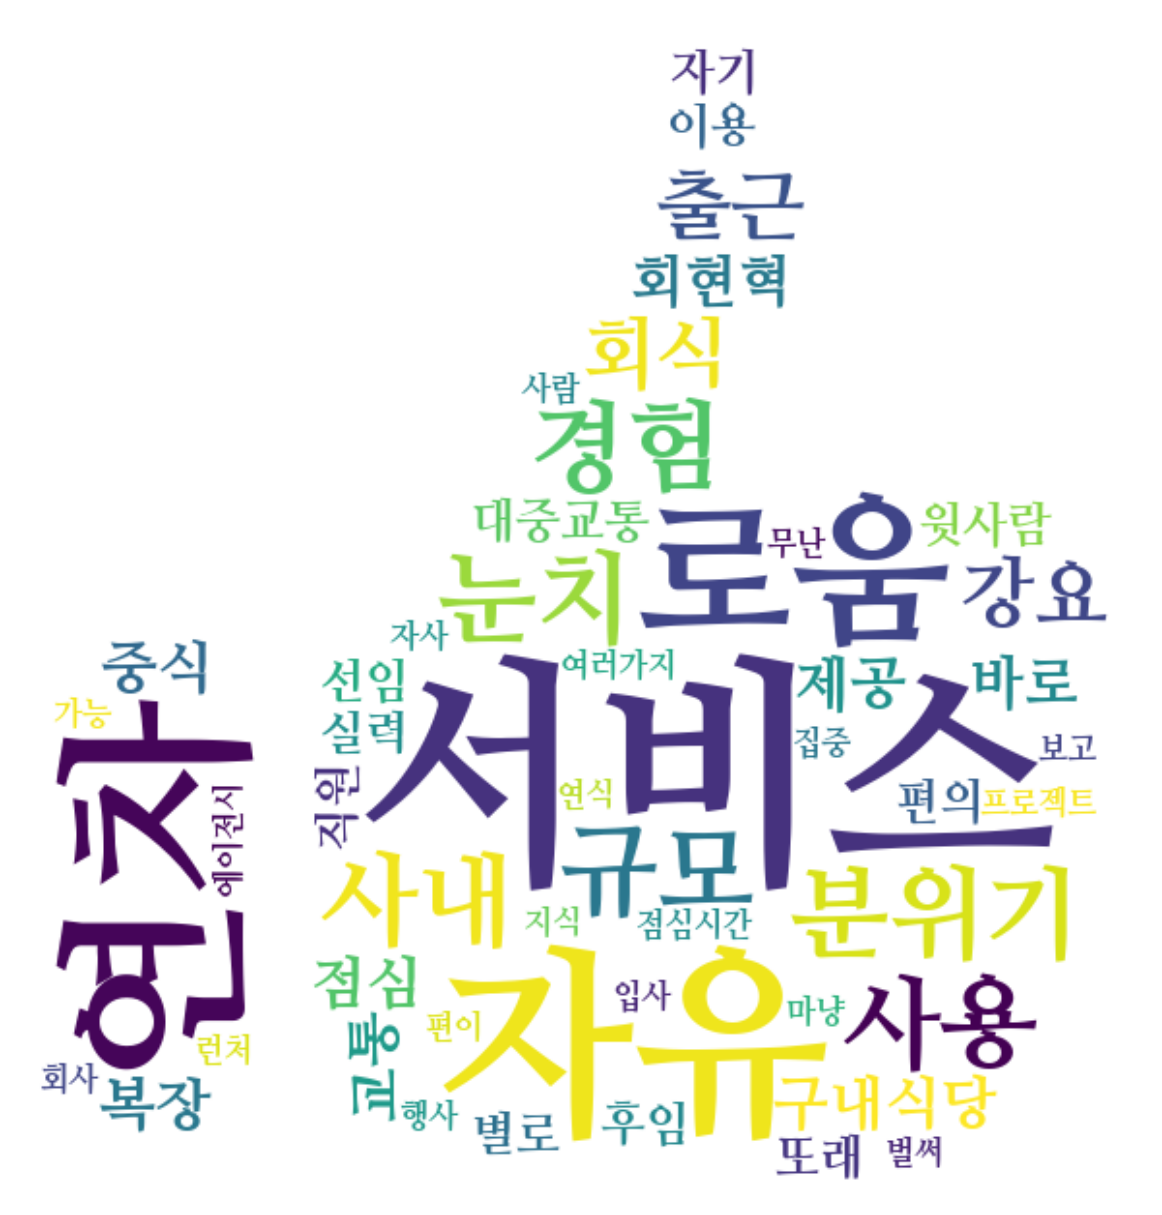 자기
이용
출근
회현혁
회식
사람
경험
대중교통
로움
무난
윗사람
눈치
강요
자사
중식
선임
여러가지
제공
바로
가능
실력
서비스
집중
보고
연차
에이전시
직원
연식
편의
프로젝트
사내
규모
분위기
지식
점심시간
점심
자유
입사
마냥
사용
편이
교통
런처
회사
복장
행사
별로
후임
구내식당
또래
벌써